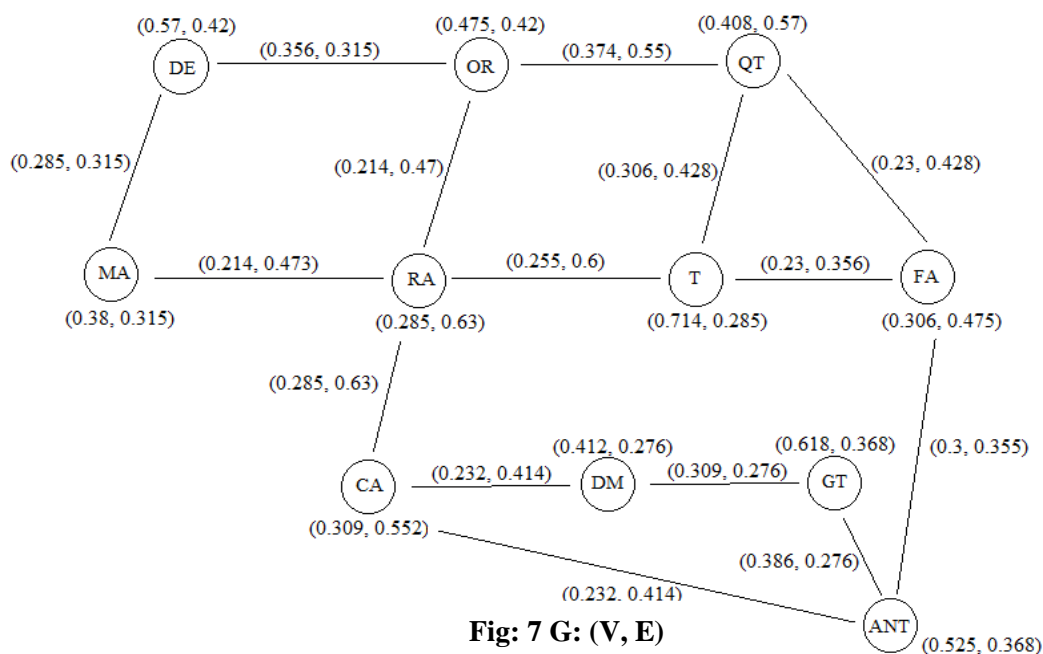 (0.57, 0.42)
(0.475, 0.42)
(0.408, 0.57)
DE
(0.356, 0.315)
OR
(0.374, 0.55)
QT
(0.285, 0.315)
(0.214, 0.47)
(0.306, 0.428)
(0.23, 0.428)
MA
(0.214, 0.473)
RA
(0.255, 0.6)
T
(0.23, 0.356)
FA
(0.38, 0.315)
(0.285, 0.63)
(0.714, 0.285)
(0.306, 0.475)
(0.285, 0.63)
(0.412, 0.276)
(0.618, 0.368)
(0.3, 0.355)
CA
(0.232, 0.414)
DM
(0.309, 0.276)
GT
(0.309, 0.552)
(0.386, 0.276)
(0.232, 0.414)
ANT
(0.525, 0.368)
Fig: 7 G: (V, E)